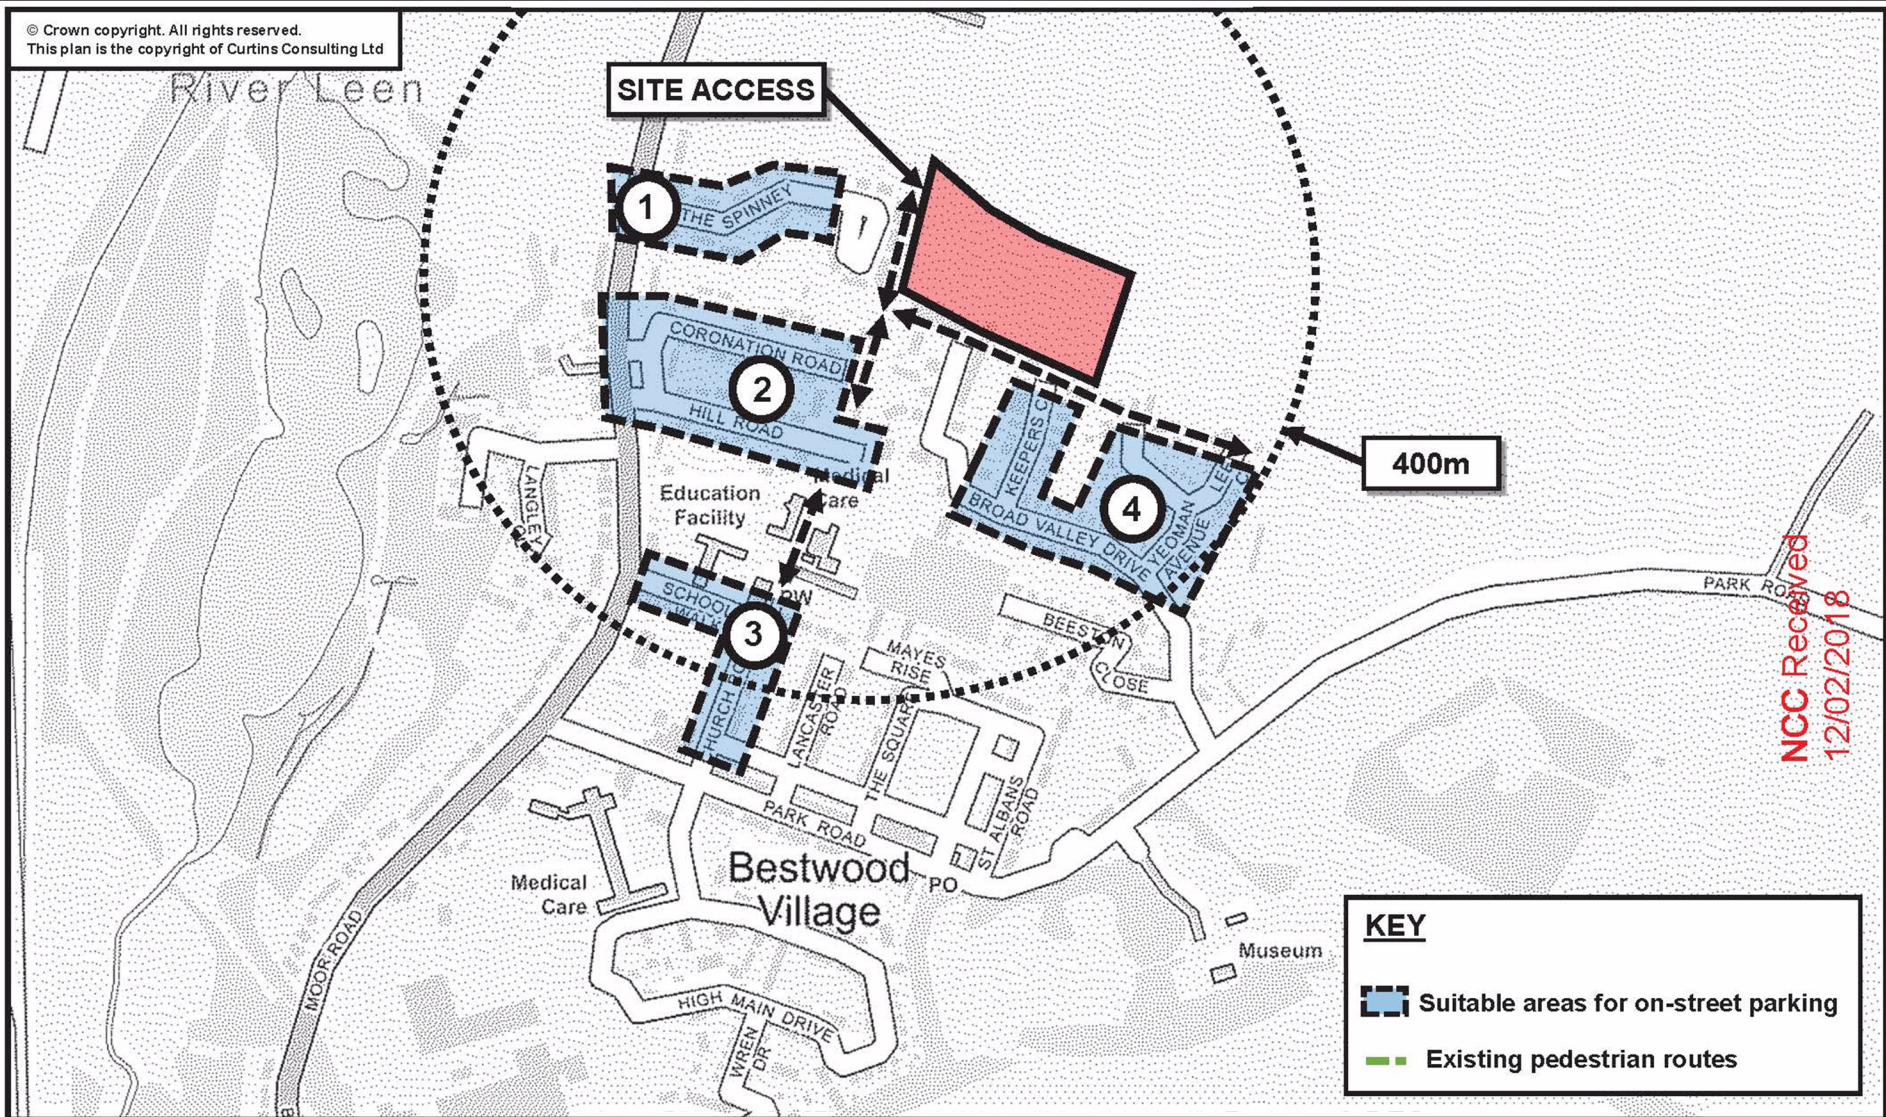 © Crown copyright. All rights reserved.
This plan is the copyright of Curtins Consulting Ltd
River Leen
SITE ACCESS
1
THE SPINNEY
CORONATION ROAD
2
HILL ROAD
400m
KEEPERS
4
BROAD VALLEY DRIVE
YEOMAN
AVENUE
LANGLEY
Education
Facility
Medical
Care
SCHOOL
WALK
3
BEESTON
CLOSE
MAYES
RISE
LANCASTER
ROAD
THE SQUARE
ST ALBANS
ROAD
PARK ROAD
PARK ROAD
NCC Received
12/02/2018
Bestwood
Village
PO
Medical
Care
MOOR ROAD
HIGH MAIN DRIVE
WREN
DR
Museum
KEY
Suitable areas for on-street parking
Existing pedestrian routes